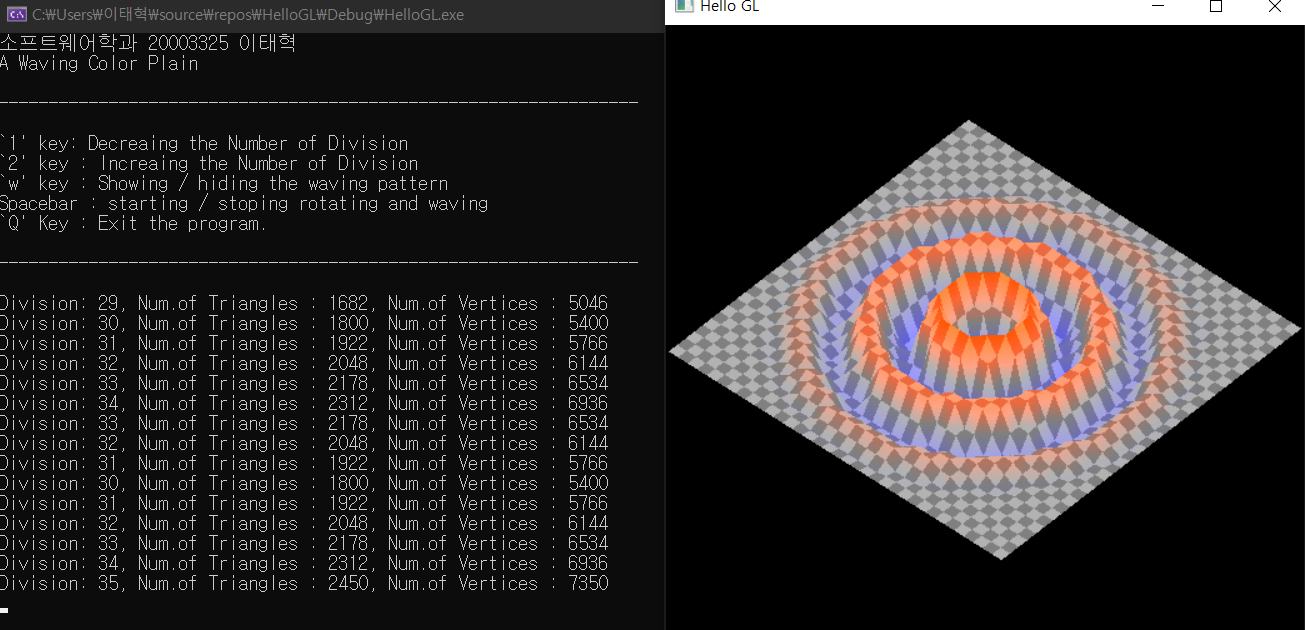 C:₩Users₩이태혁₩source₩repos₩HelloGL₩Debug₩HelloGL.exe
소프트웨어학과 20003325 이태혁
A Waving Color Plain
`1' key: Decreaing the Number of Division
`2' key : Increaing the Number of Division
`w' key : Showing / hiding the waving pattern
Spacebar : starting / stoping rotating and waving
`Q' Key : Exit the program.
Division: 29, Num.of Triangles : 1682, Num.of Vertices : 5046
Division: 30, Num.of Triangles : 1800, Num.of Vertices : 5400
Division: 31, Num.of Triangles : 1922, Num.of Vertices : 5766
Division: 32, Num.of Triangles : 2048, Num.of Vertices : 6144
Division: 33, Num.of Triangles : 2178, Num.of Vertices : 6534
Division: 34, Num.of Triangles : 2312, Num.of Vertices : 6936
Division: 33, Num.of Triangles : 2178, Num.of Vertices : 6534
Division: 32, Num.of Triangles : 2048, Num.of Vertices : 6144
Division: 31, Num.of Triangles : 1922, Num.of Vertices : 5766
Division: 30, Num.of Triangles : 1800, Num.of Vertices : 5400
Division: 31, Num.of Triangles : 1922, Num.of Vertices : 5766
Division: 32, Num.of Triangles : 2048, Num.of Vertices : 6144
Division: 33, Num.of Triangles : 2178, Num.of Vertices : 6534
Division: 34, Num.of Triangles : 2312, Num.of Vertices : 6936
Division: 35, Num.of Triangles : 2450, Num.of Vertices : 7350
Hello GL